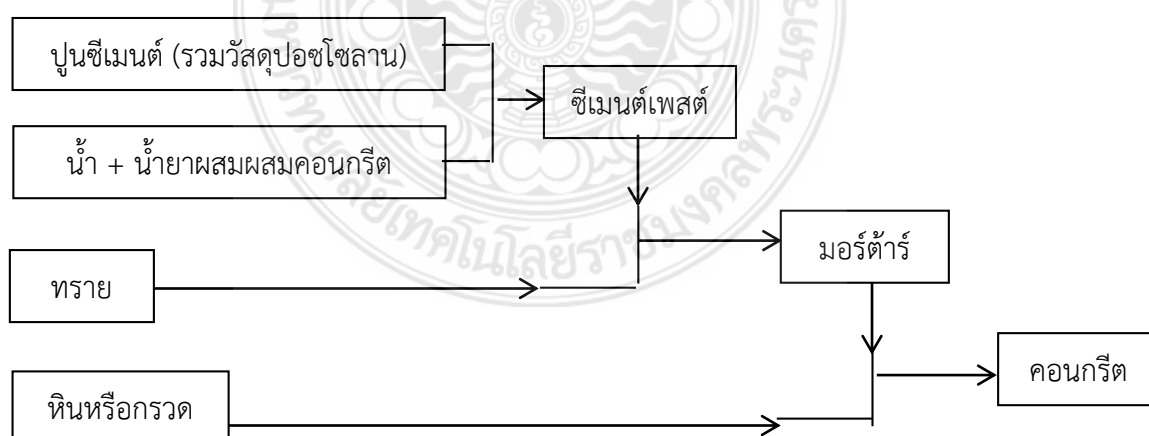 ปูนซีเมนต์ (รวมวัสดุปอซโซลาน)
ซีเมนต์เพสต์
น้ำ + น้ำยาผสมผสมคอนกรีต
มอร์ต้าร์
ทราย
คอนกรีต
หินหรือกรวด